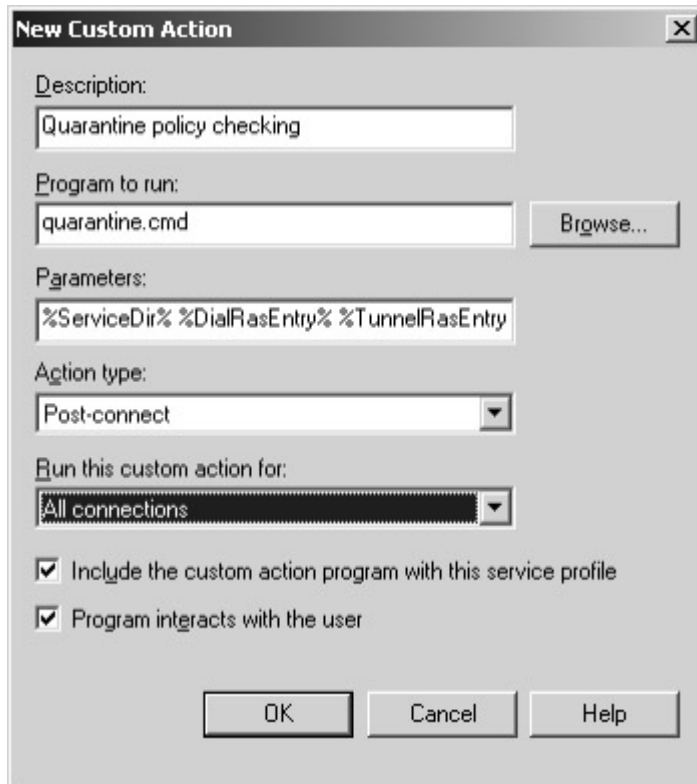 New Custom Action
Description:
Quarantine policy checking
Program to run:
quarantine.cmd
Browse...
Parameters:
%ServiceDir% %DialRasEntry% %TunnelRasEntry
Action type:
Post-connect
Run this custom action for:
All connections
Include the custom action program with this service profile
Program interacts with the user
OK Cancel Help